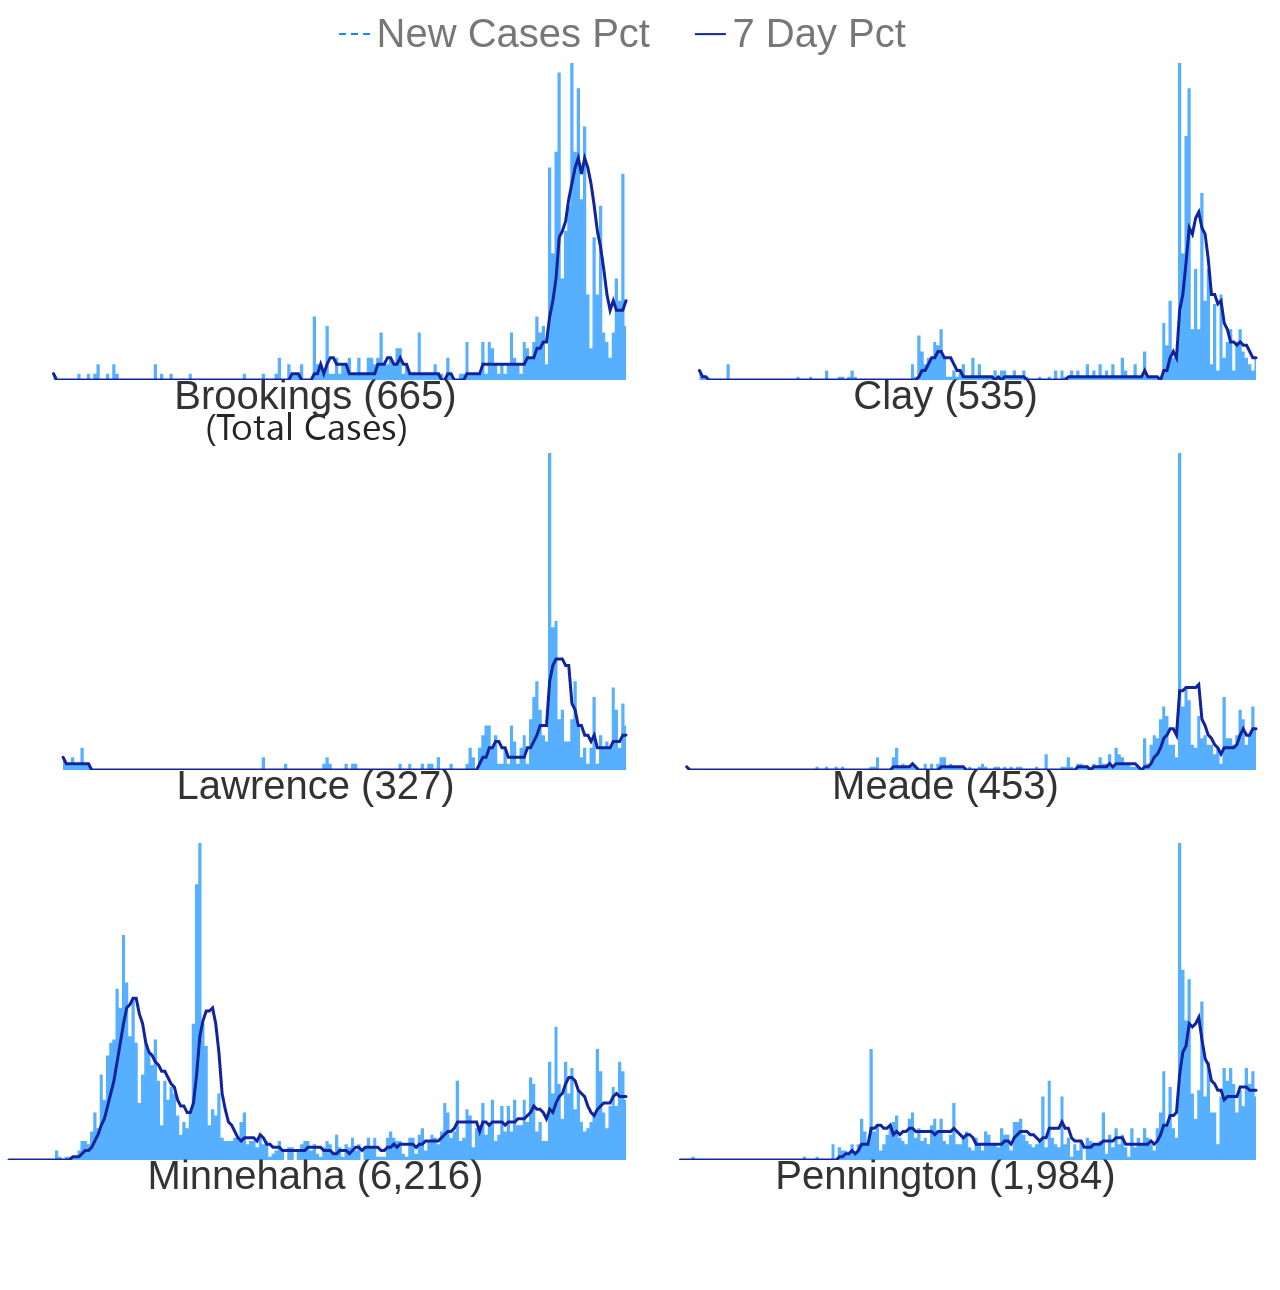 New Cases Pct 7 Day Pct
Brookings (665) Clay (535)
(Total Cases)
Lawrence (327) Meade (453)
Minnehaha (6,216) Pennington (1,984)